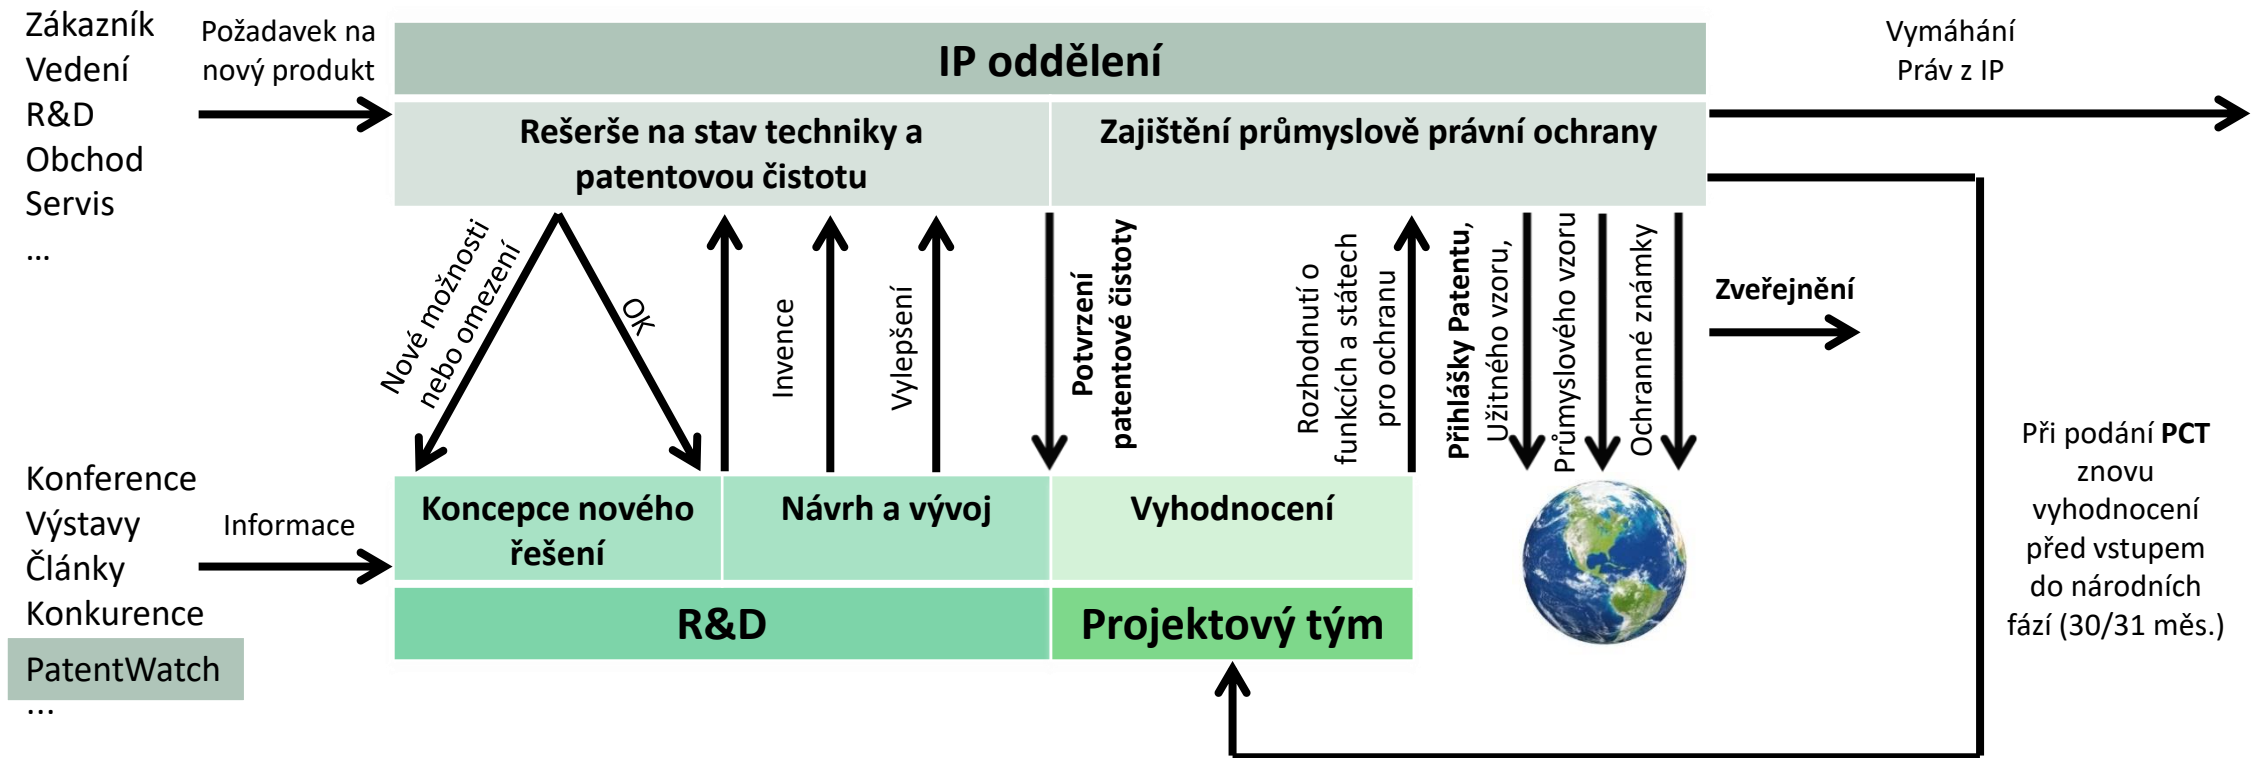 Zákazník
Vedení
R&D
Obchod
Servis
...
Požadavek na
nový produkt
IP oddělení
Rešerše na stav techniky a
patentovou čistotu
Zajištění průmyslově právní ochrany
Vymáhání
Práv z IP
Nové možnosti
nebo omezení
OK
Invence
Vylepšení
Potvrzení
patentové čistoty
Rozhodnutí o
funkcích a státech
pro ochranu
Přihlášky Patentu,
Užitného vzoru,
Průmyslového vzoru
Ochranné známky
Zveřejnění
Při podání PCT
znovu
vyhodnocení
před vstupem
do národních
fází (30/31 měs.)
Konference
Výstavy
Články
Konkurence
PatentWatch
...
Informace
Koncepce nového
řešení
Návrh a vývoj
Vyhodnocení
R&D
Projektový tým